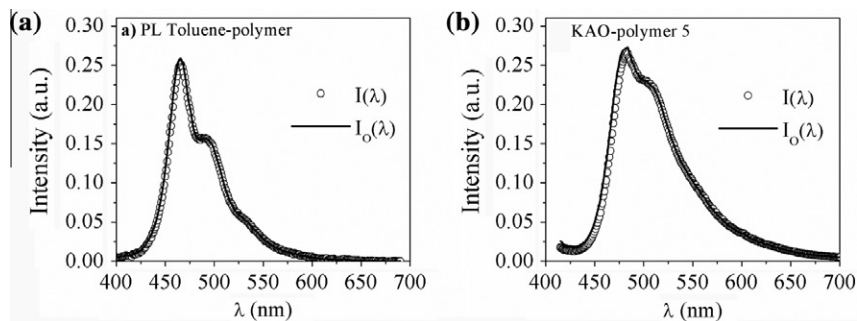 (a)
a) PL Toluene-polymer
0.30
0.25
0.20
0.15
0.10
0.05
0.00
Intensity (a.u.)
I(λ)
I_O(λ)
400 450 500 550 600 650 700
λ (nm)
(b)
KAO-polymer 5
0.30
0.25
0.20
0.15
0.10
0.05
0.00
Intensity (a.u.)
I(λ)
I_O(λ)
400 450 500 550 600 650 700
λ (nm)